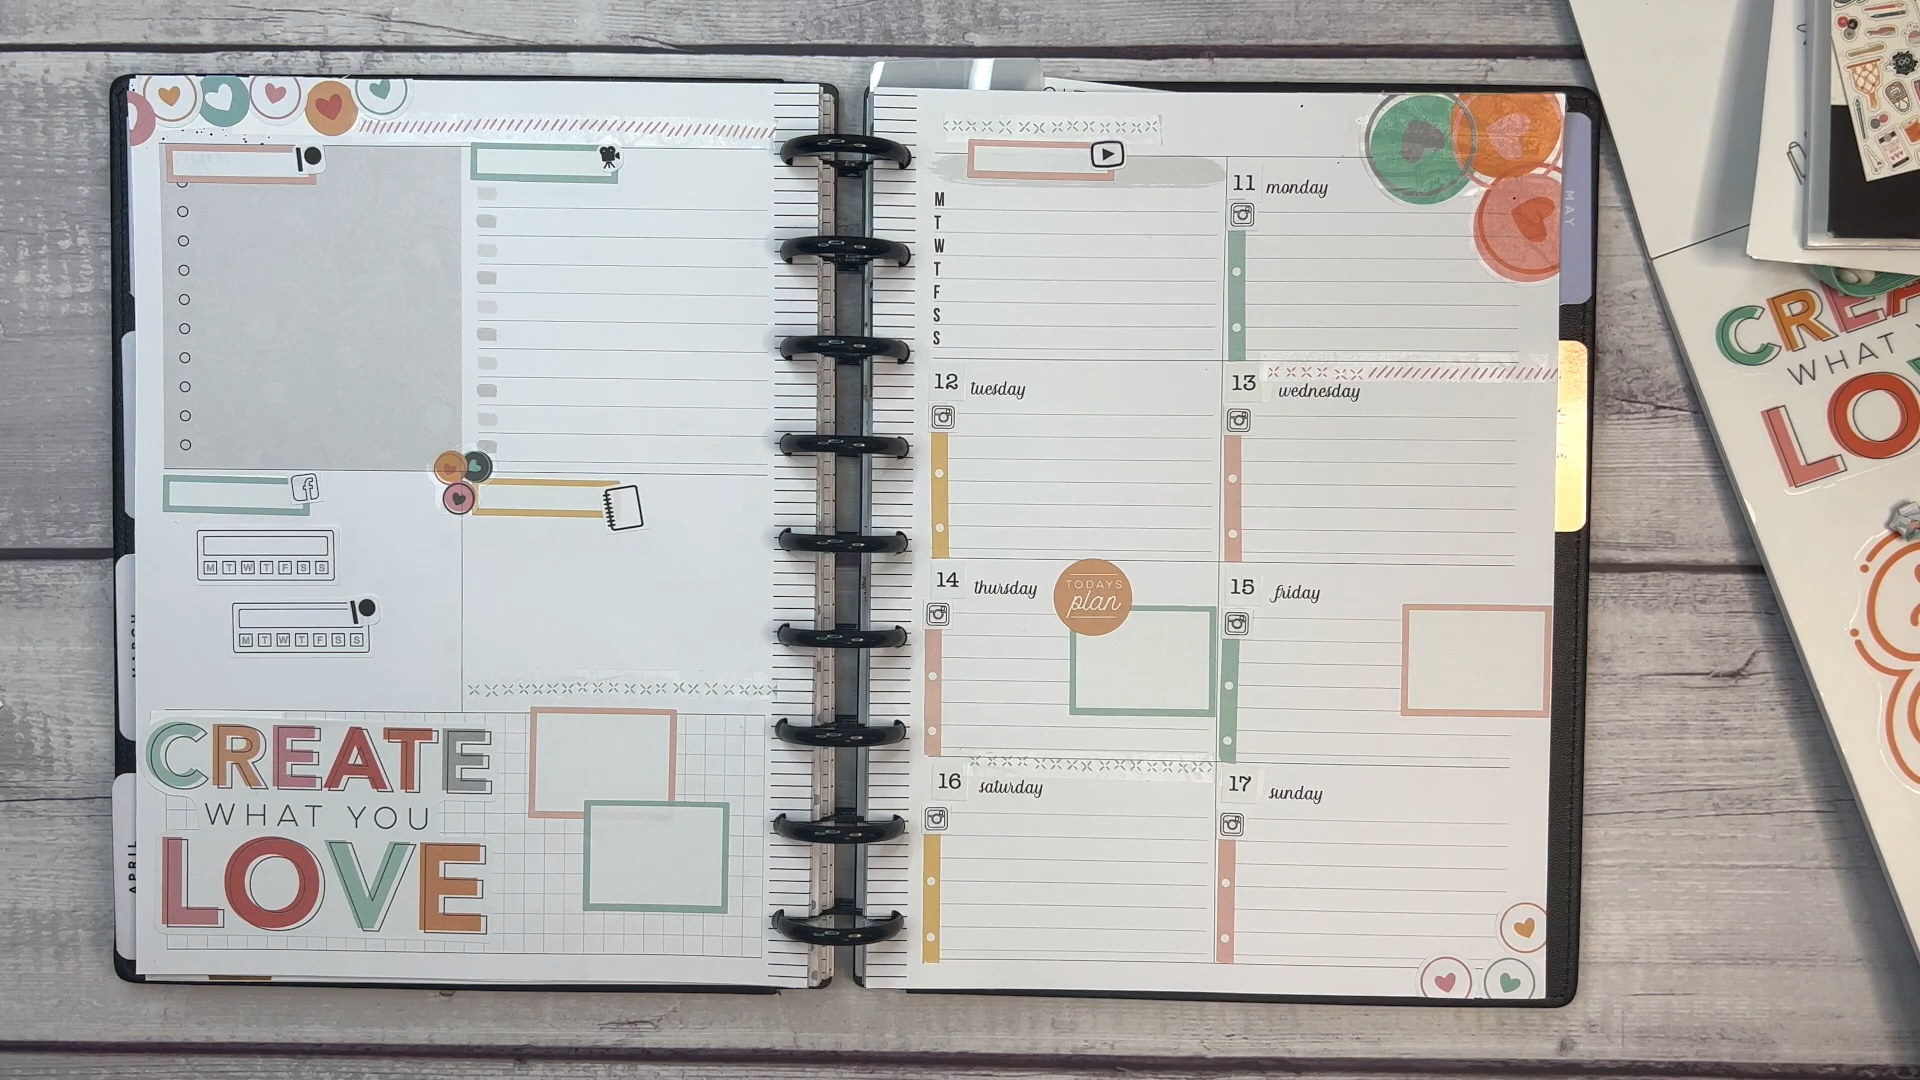 M T W T F S S
M T W T F S S
CREATE
WHAT YOU
LOVE
MARCH
APRIL
M
T
W
T
F
S
S
11 monday
12 tuesday
13 wednesday
14 thursday
TODAYS
plan
15 friday
16 saturday
17 sunday
MAY
CREA
WHAT
LO